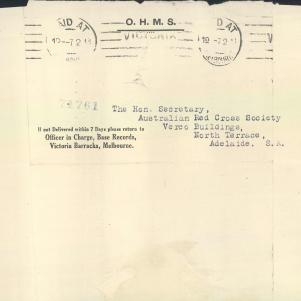 O. H. M. S.
VICTORIA
The Hon. Secretary,
Australian Red Cross Society
Verco Buildings,
North Terrace,
Adelaide. S.A.
If not Delivered within 7 Days please return to
Officer in Charge, Base Records,
Victoria Barracks, Melbourne.